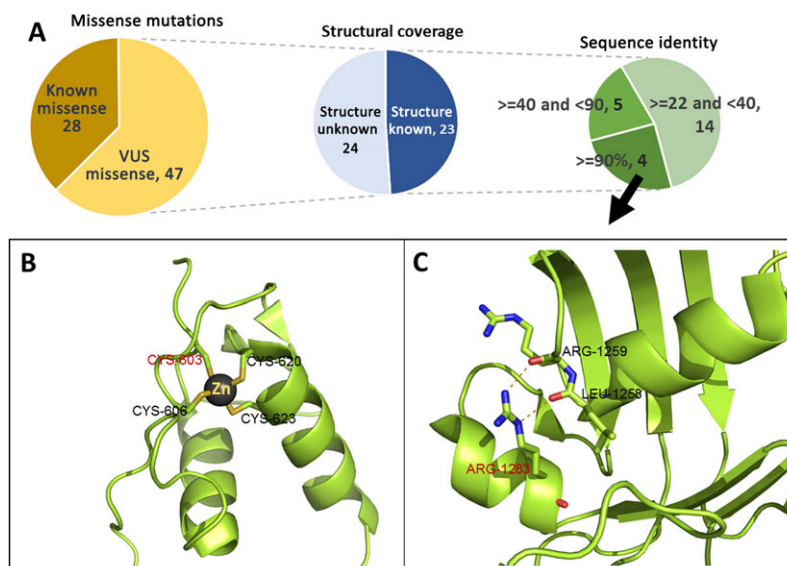 A
Missense mutations
Structural coverage
Sequence identity
Known
missense
28
VUS
missense, 47
Structure
unknown
24
Structure
known, 23
>=40 and <90, 5
>=22 and <40,
14
>=90%, 4
B
CYS-603
CYS-620
Zn
CYS-606
CYS-623
C
ARG-1259
LEU-1258
ARG-1283